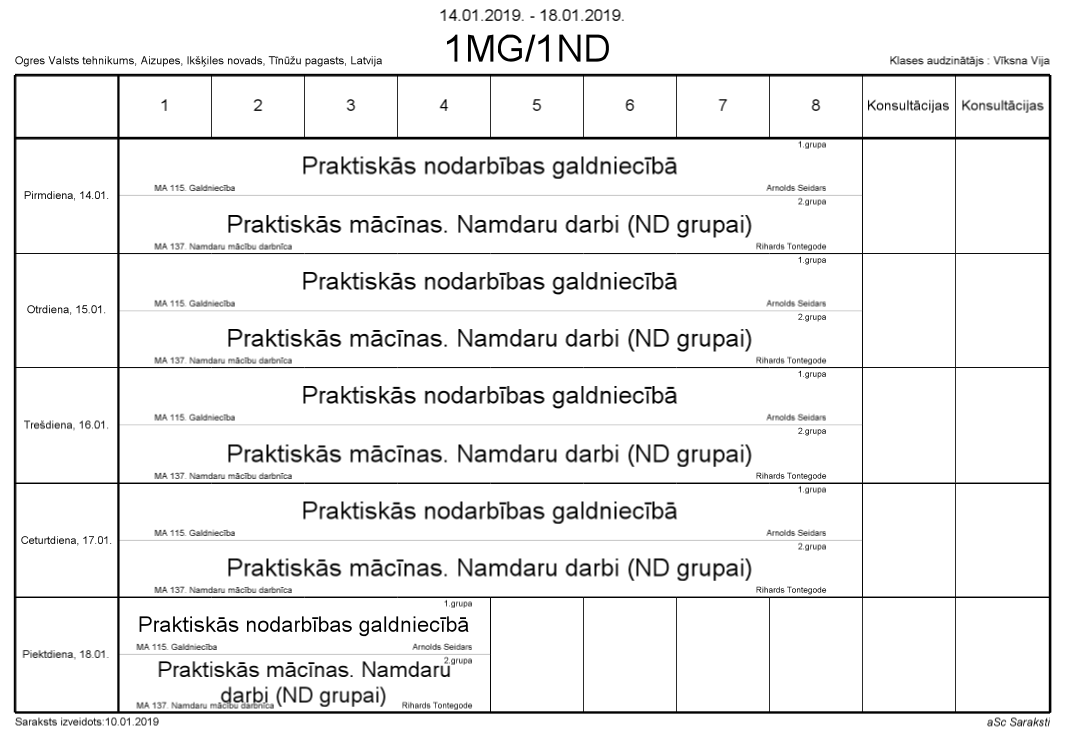 14.01.2019. - 18.01.2019.
1MG/1ND
Ogres Valsts tehnikums, Aizupes, Ikšķiles novads, Tīnūžu pagasts, Latvija
Klases audzinātājs : Vīksna Vija
1 2 3 4 5 6 7 8 Konsultācijas Konsultācijas
Pirmdiena, 14.01.
1.grupa
Praktiskās nodarbības galdniecībā
MA 115. Galdniecība Arnolds Seidars
2.grupa
Praktiskās mācīnas. Namdaru darbi (ND grupai)
MA 137. Namdaru mācību darbnīca Rihards Tontegode
Otrdiena, 15.01.
1.grupa
Praktiskās nodarbības galdniecībā
MA 115. Galdniecība Arnolds Seidars
2.grupa
Praktiskās mācīnas. Namdaru darbi (ND grupai)
MA 137. Namdaru mācību darbnīca Rihards Tontegode
Trešdiena, 16.01.
1.grupa
Praktiskās nodarbības galdniecībā
MA 115. Galdniecība Arnolds Seidars
2.grupa
Praktiskās mācīnas. Namdaru darbi (ND grupai)
MA 137. Namdaru mācību darbnīca Rihards Tontegode
Ceturtdiena, 17.01.
1.grupa
Praktiskās nodarbības galdniecībā
MA 115. Galdniecība Arnolds Seidars
2.grupa
Praktiskās mācīnas. Namdaru darbi (ND grupai)
MA 137. Namdaru mācību darbnīca Rihards Tontegode
Piektdiena, 18.01.
1.grupa
Praktiskās nodarbības galdniecībā
MA 115. Galdniecība Arnolds Seidars
2.grupa
Praktiskās mācīnas. Namdaru
darbi (ND grupai)
MA 137. Namdaru mācību darbnīca Rihards Tontegode
Saraksts izveidots:10.01.2019
aSc Saraksti